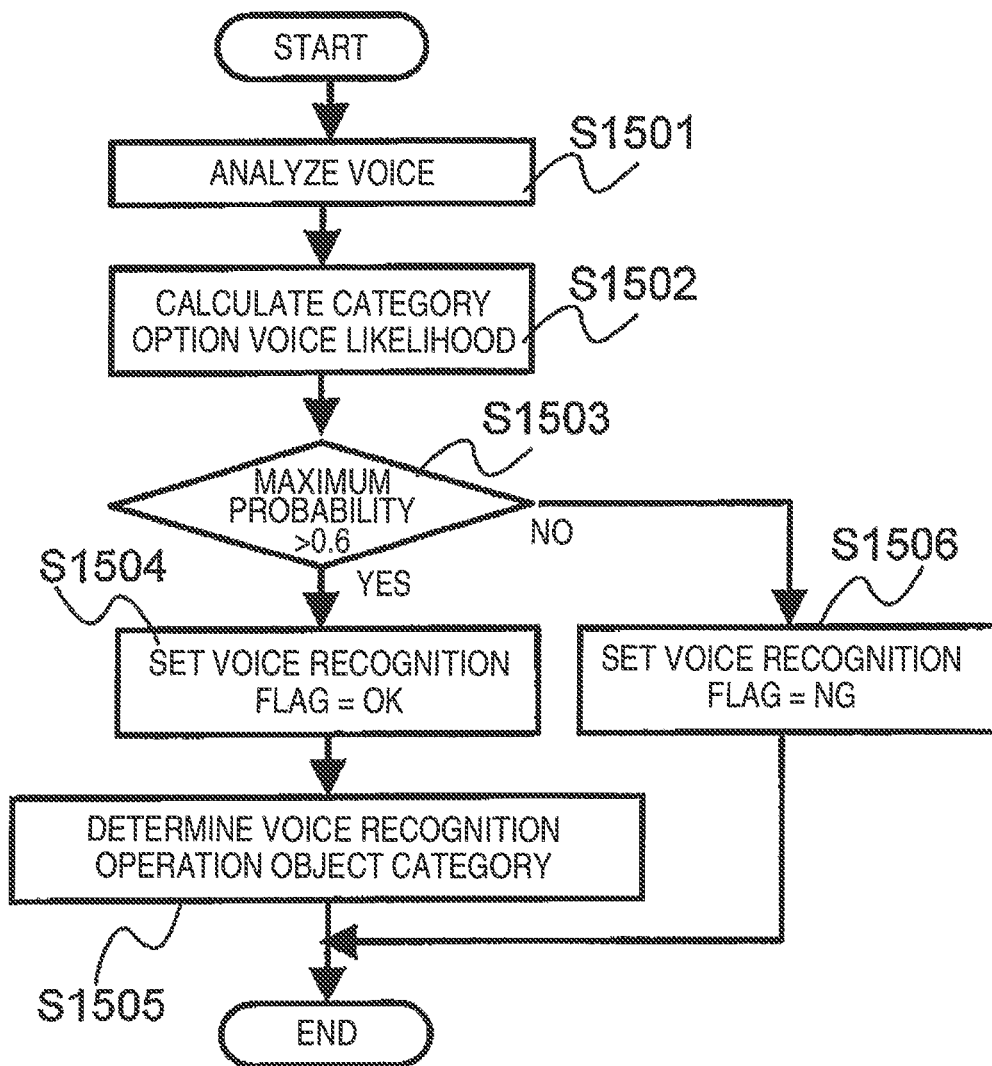 START
S1501
ANALYZE VOICE
S1502
CALCULATE CATEGORY
OPTION VOICE LIKELIHOOD
S1503
MAXIMUM
PROBABILITY
>0.6
NO
YES
S1504
S1506
SET VOICE RECOGNITION
FLAG = OK
SET VOICE RECOGNITION
FLAG = NG
DETERMINE VOICE RECOGNITION
OPERATION OBJECT CATEGORY
S1505
END